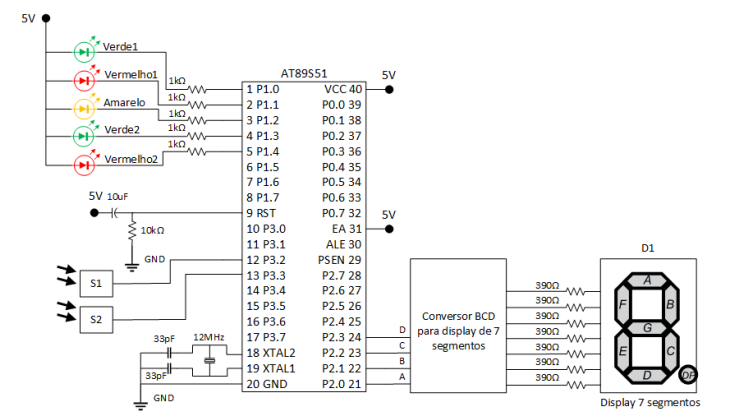 5V
Verde1
Vermelho1
Amarelo
Verde2
Vermelho2
1kΩ
1kΩ
1kΩ
1kΩ
AT89S51
5V
1 P1.0 VCC 40
2 P1.1 P0.0 39
3 P1.2 P0.1 38
4 P1.3 P0.2 37
5 P1.4 P0.3 36
6 P1.5 P0.4 35
7 P1.6 P0.5 34
8 P1.7 P0.6 33
9 RST P0.7 32
10 P3.0 EA 31
11 P3.1 ALE 30
12 P3.2 PSEN 29
13 P3.3 P2.7 28
14 P3.4 P2.6 27
15 P3.5 P2.5 26
16 P3.6 P2.4 25
17 P3.7 P2.3 24
18 XTAL2 P2.2 23
19 XTAL1 P2.1 22
20 GND P2.0 21
5V 10uF
10kΩ
GND
5V
S1
S2
33pF 12MHz
33pF
GND
D
C
B
A
Conversor BCD
para display de 7
segmentos
390Ω
390Ω
390Ω
390Ω
390Ω
390Ω
390Ω
D1
A
F B
G
E C
D DP
Display 7 segmentos